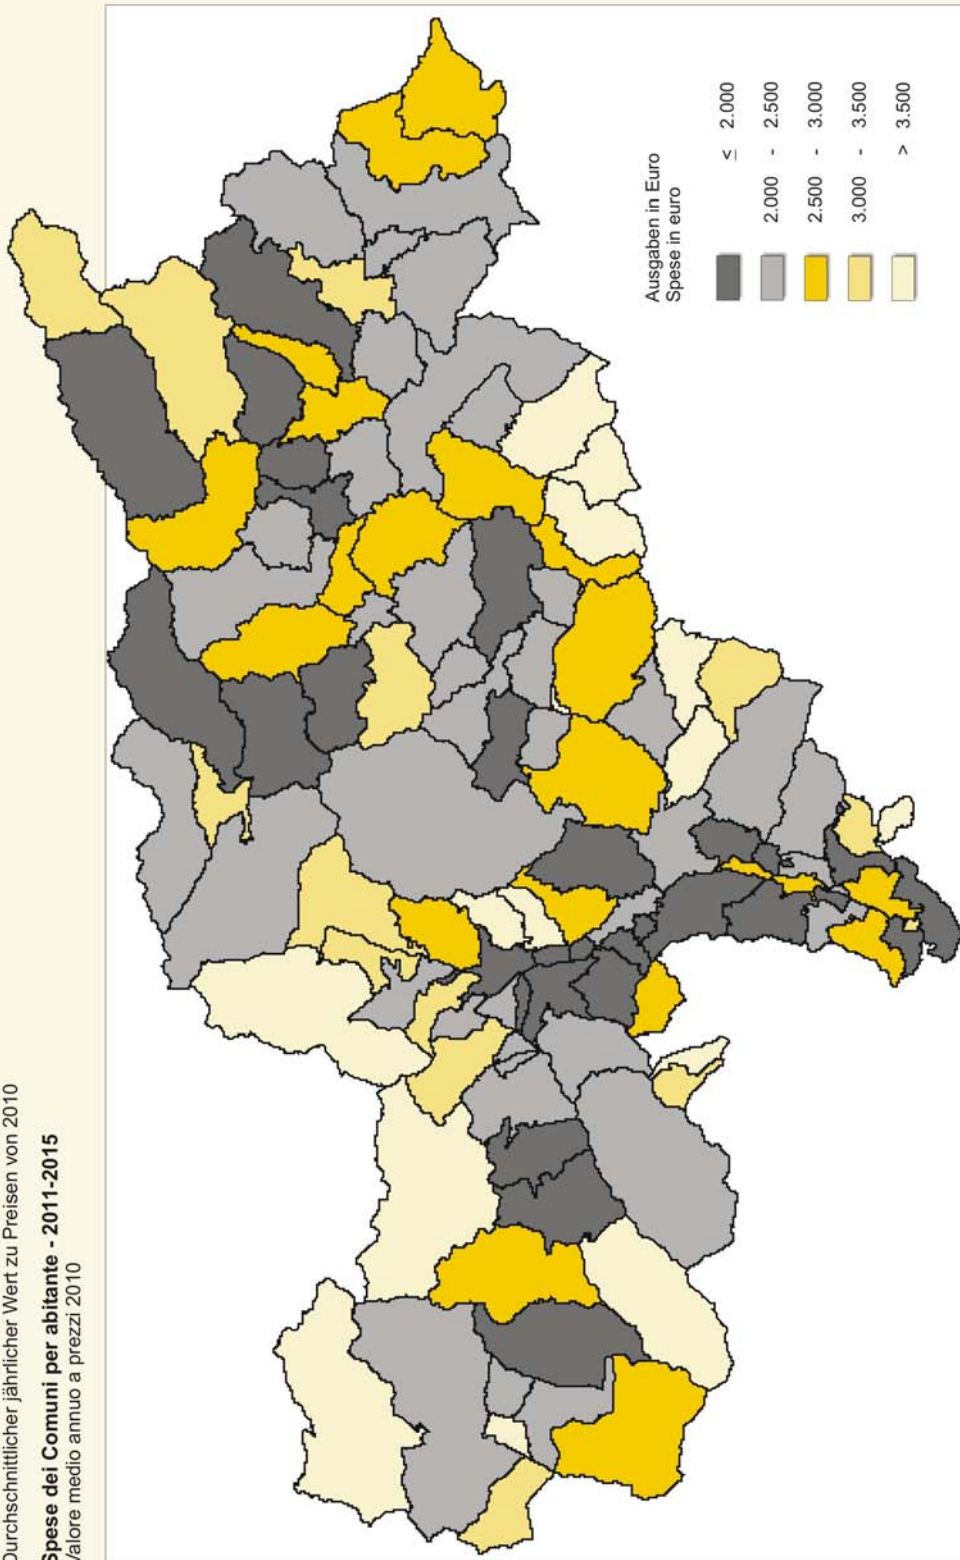 Durchschnittlicher jährlicher Wert zu Preisen von 2010
Spese dei Comuni per abitante - 2011-2015
Valore medio annuo a prezzi 2010
Ausgaben in Euro
Spese in euro
≤ 2.000
2.000 - 2.500
2.500 - 3.000
3.000 - 3.500
> 3.500